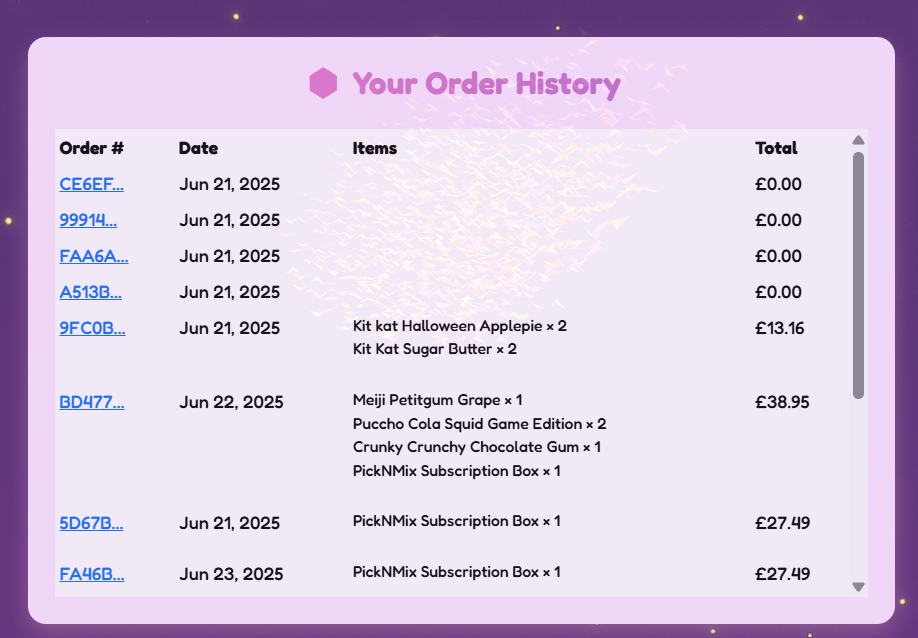 Your Order History
Order # Date Items Total
CE6EF... Jun 21, 2025 £0.00
99914... Jun 21, 2025 £0.00
FAA6A... Jun 21, 2025 £0.00
A513B... Jun 21, 2025 £0.00
9FC0B... Jun 21, 2025 Kit kat Halloween Applepie × 2 £13.16
Kit Kat Sugar Butter × 2
BD477... Jun 22, 2025 Meiji Petitgum Grape × 1 £38.95
Puccho Cola Squid Game Edition × 2
Crunky Crunchy Chocolate Gum × 1
PickNMix Subscription Box × 1
5D67B... Jun 21, 2025 PickNMix Subscription Box × 1 £27.49
FA46B... Jun 23, 2025 PickNMix Subscription Box × 1 £27.49